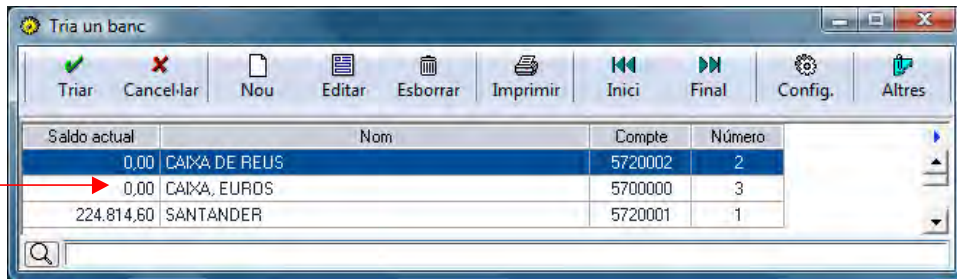 Tria un banc
Triar Cancel·lar Nou Editar Esborrar Imprimir Inici Final Config. Altres
Saldo actual Nom Compte Número
0,00 CAIXA DE REUS 5720002 2
0,00 CAIXA, EUROS 5700000 3
224.814,60 SANTANDER 5720001 1